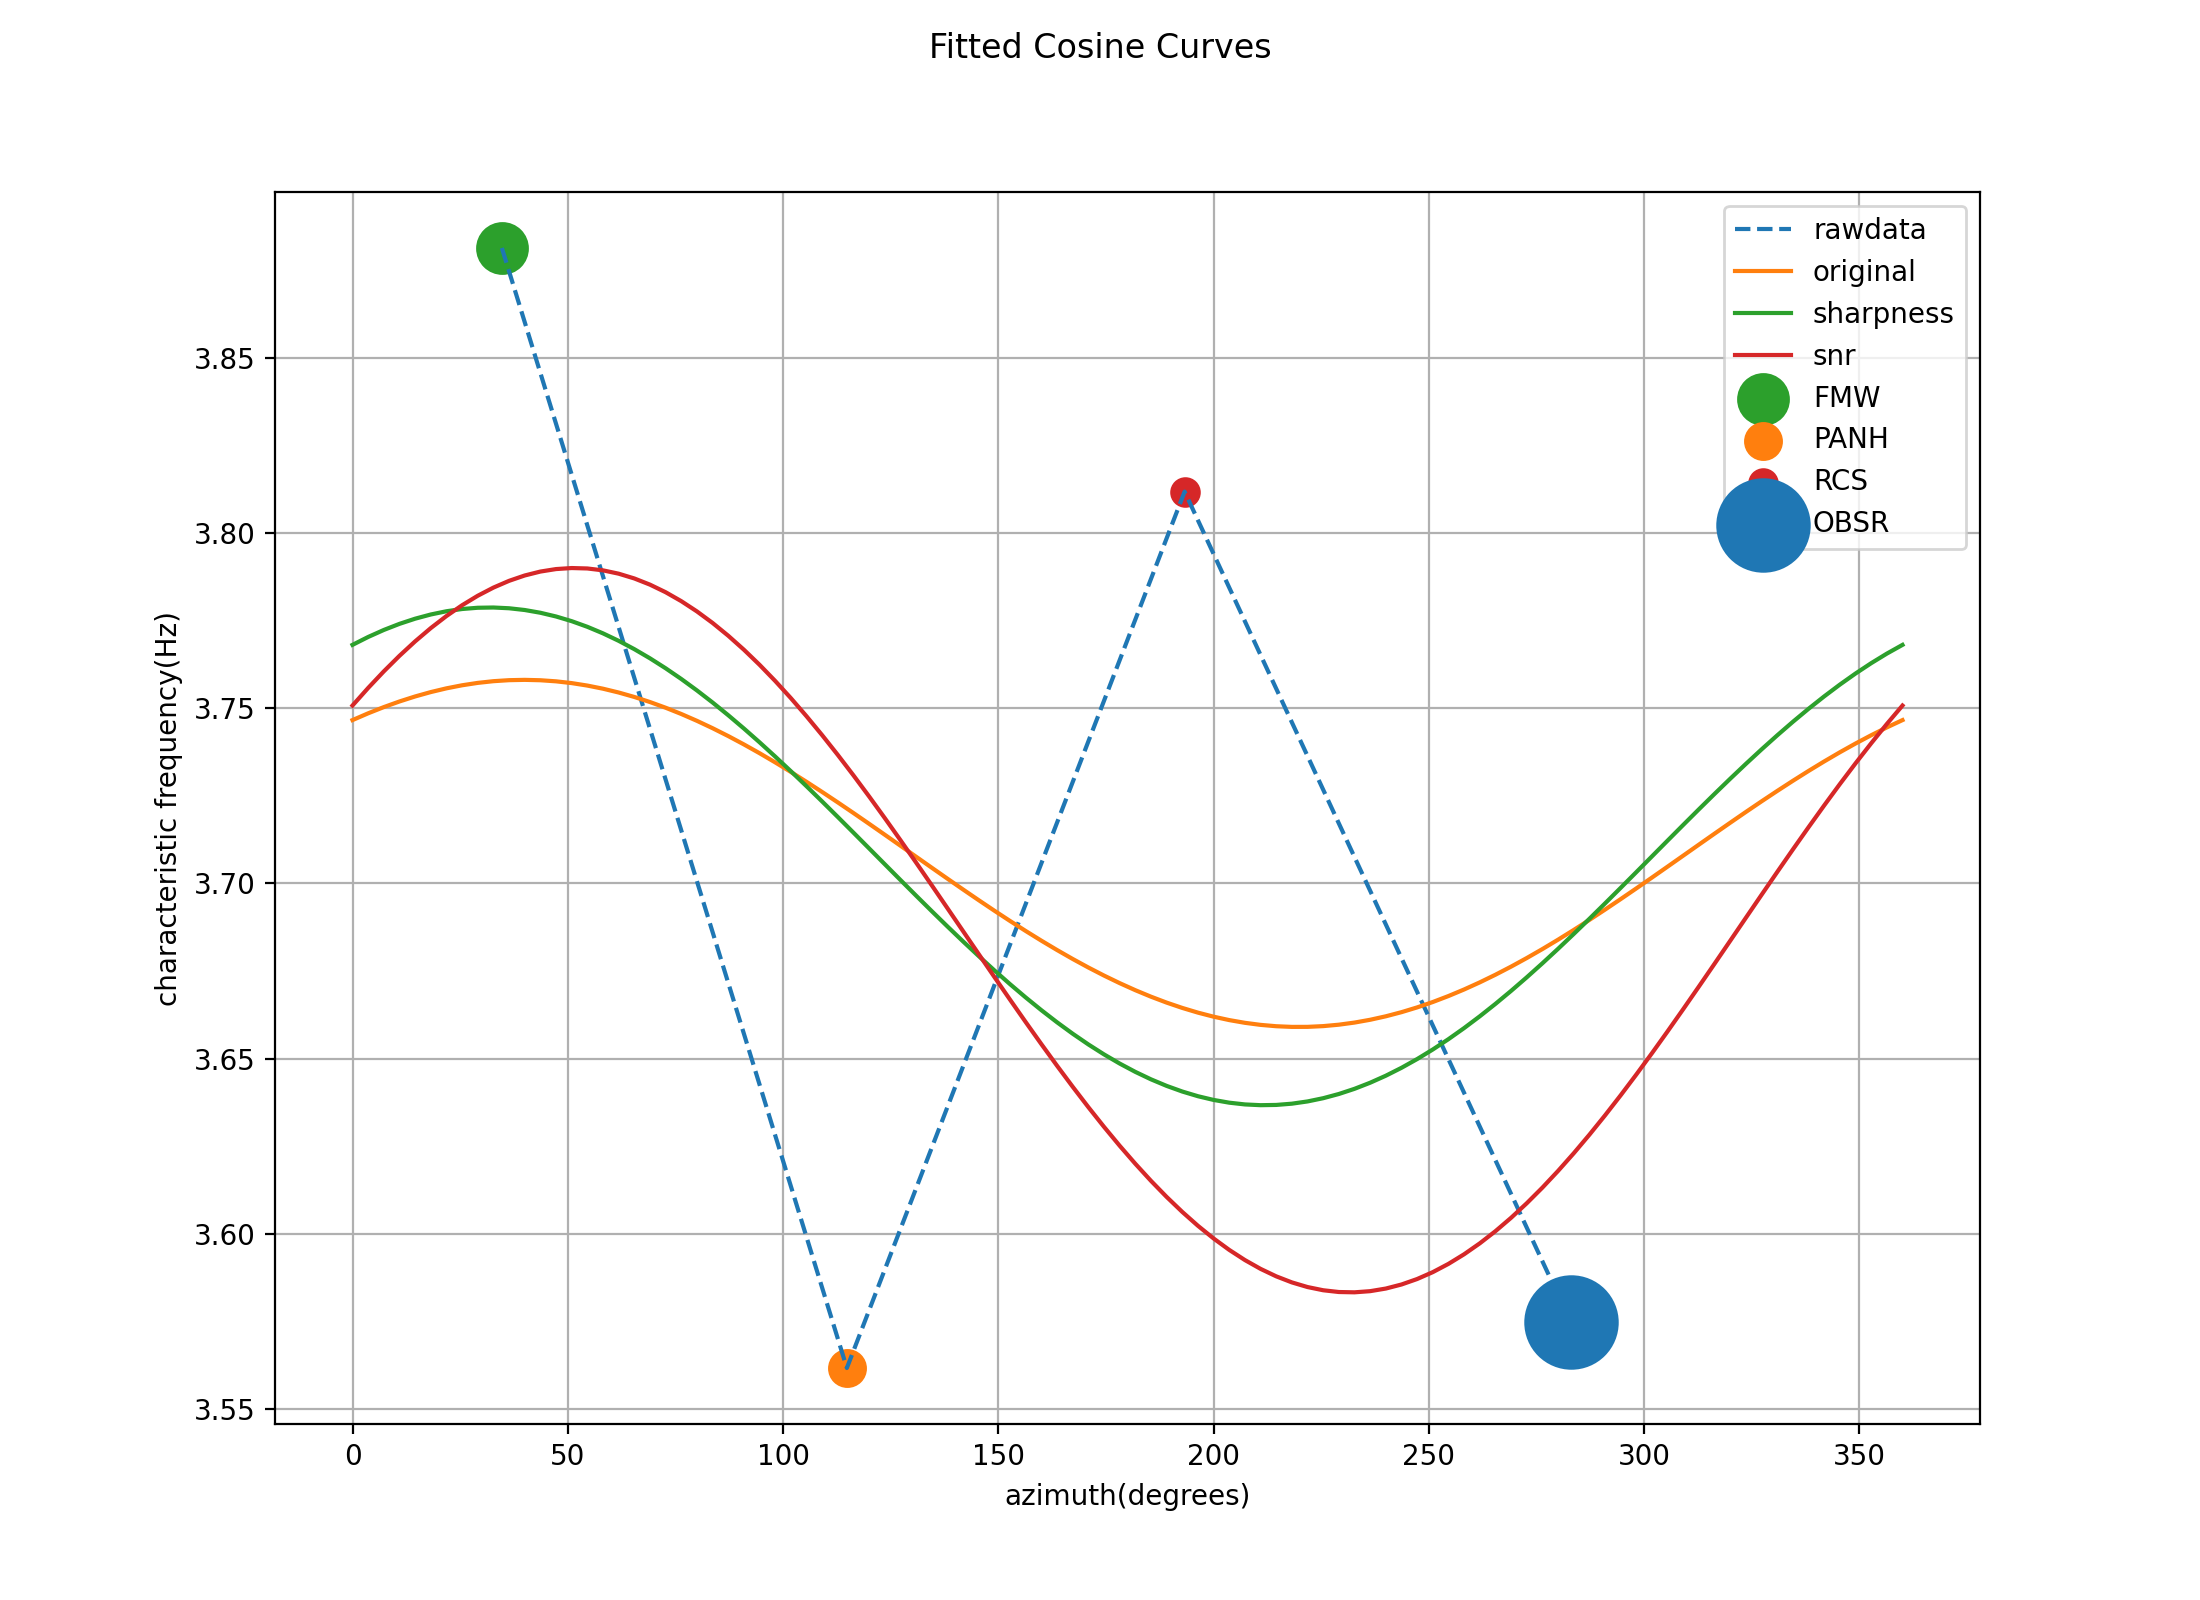 Fitted Cosine Curves
rawdata
original
sharpness
snr
FMW
PANH
RCS
OBSR
characteristic frequency(Hz)
3.85
3.80
3.75
3.70
3.65
3.60
3.55
0 50 100 150 200 250 300 350
azimuth(degrees)